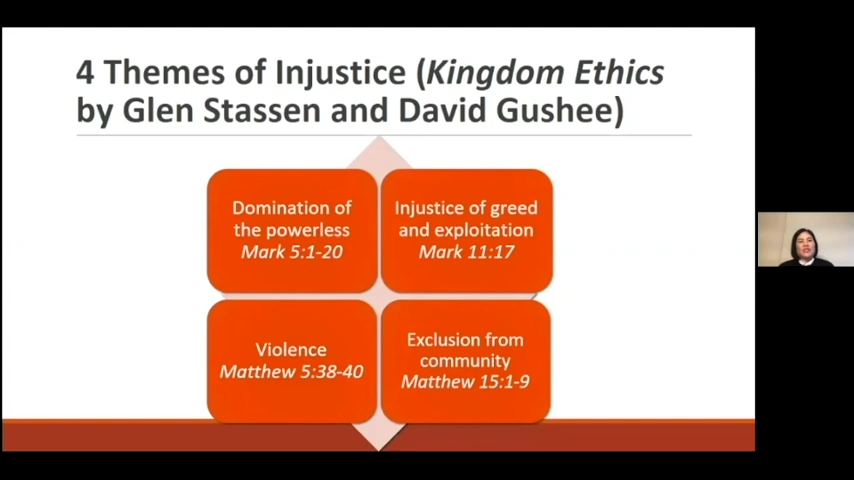 4 Themes of Injustice (Kingdom Ethics
by Glen Stassen and David Gushee)
Domination of
the powerless
Mark 5:1-20
Injustice of greed
and exploitation
Mark 11:17
Violence
Matthew 5:38-40
Exclusion from
community
Matthew 15:1-9